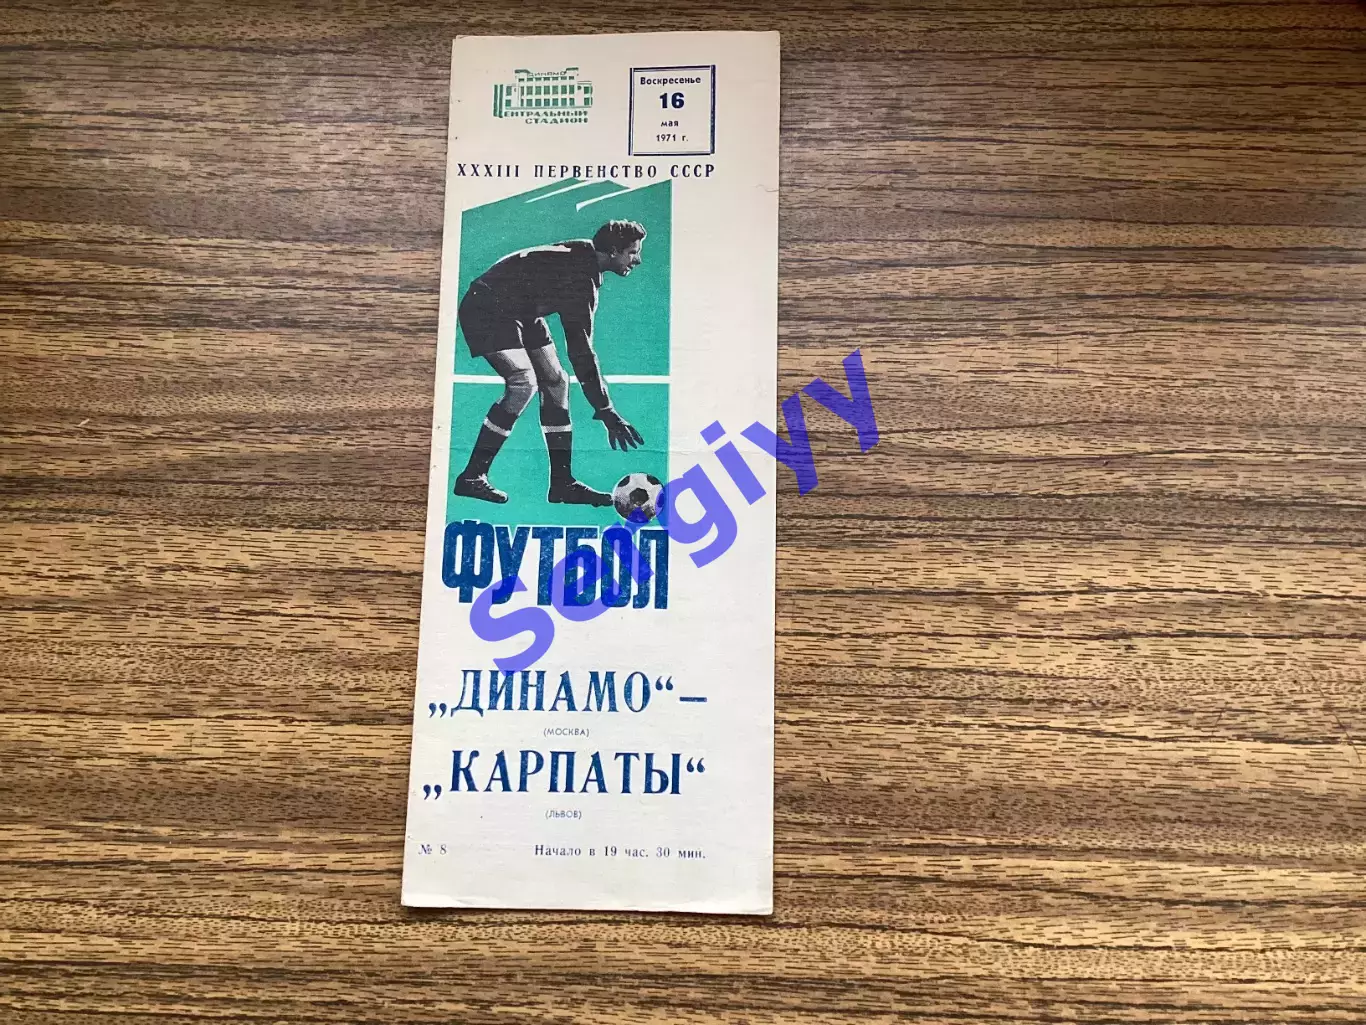 ДИНАМО
ЦЕНТРАЛЬНЫЙ
СТАДИОН
Воскресенье
16
мая
1971 г.
XXXIII ПЕРВЕНСТВО СССР
ФУТБОЛ
„ДИНАМО“ –
(МОСКВА)
„КАРПАТЫ“
(ЛЬВОВ)
№ 8 Начало в 19 час. 30 мин.
Sergiyy